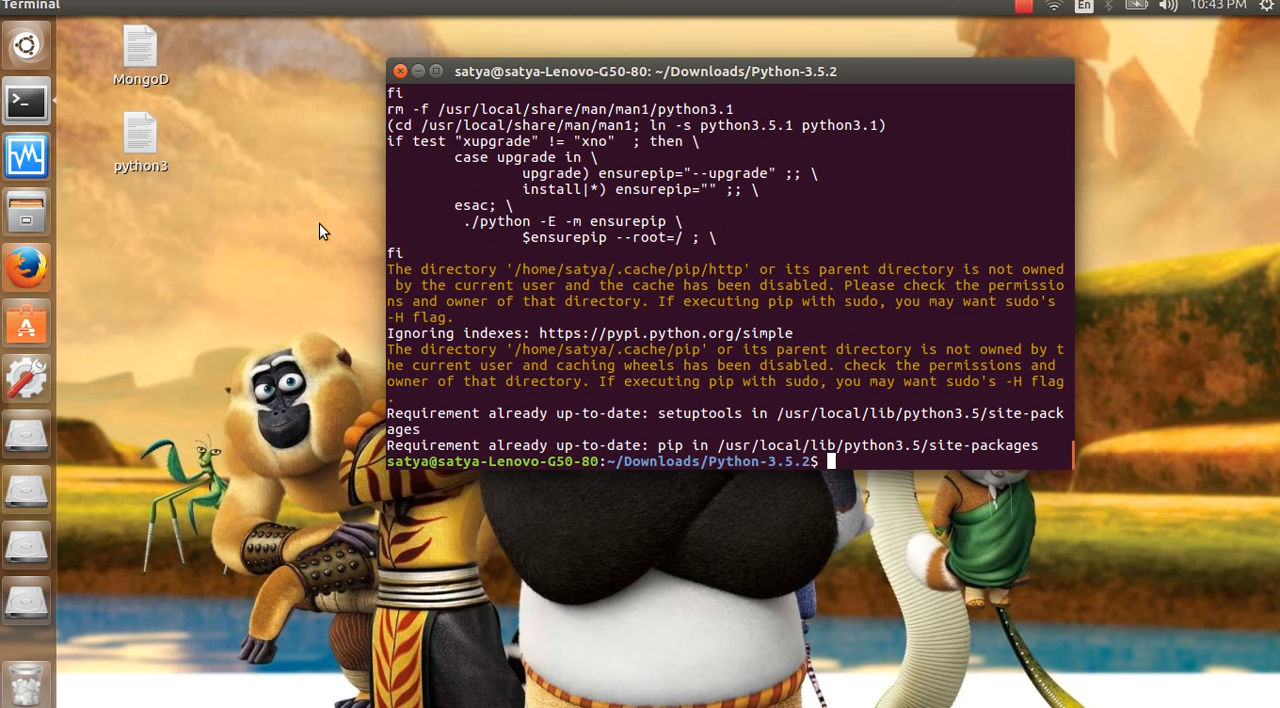 Terminal
En
10:43 PM
MongoD
python3
satya@satya-Lenovo-G50-80: ~/Downloads/Python-3.5.2
fi
rm -f /usr/local/share/man/man1/python3.1
(cd /usr/local/share/man/man1; ln -s python3.5.1 python3.1)
if test "xupgrade" != "xno"  ; then \
        case upgrade in \
                upgrade) ensurepip="--upgrade" ;; \
                install|*) ensurepip="" ;; \
        esac; \
         ./python -E -m ensurepip \
                $ensurepip --root=/ ; \
fi
The directory '/home/satya/.cache/pip/http' or its parent directory is not owned
 by the current user and the cache has been disabled. Please check the permissio
ns and owner of that directory. If executing pip with sudo, you may want sudo's
-H flag.
Ignoring indexes: https://pypi.python.org/simple
The directory '/home/satya/.cache/pip' or its parent directory is not owned by t
he current user and caching wheels has been disabled. check the permissions and
owner of that directory. If executing pip with sudo, you may want sudo's -H flag
.
Requirement already up-to-date: setuptools in /usr/local/lib/python3.5/site-pack
ages
Requirement already up-to-date: pip in /usr/local/lib/python3.5/site-packages
satya@satya-Lenovo-G50-80:~/Downloads/Python-3.5.2$